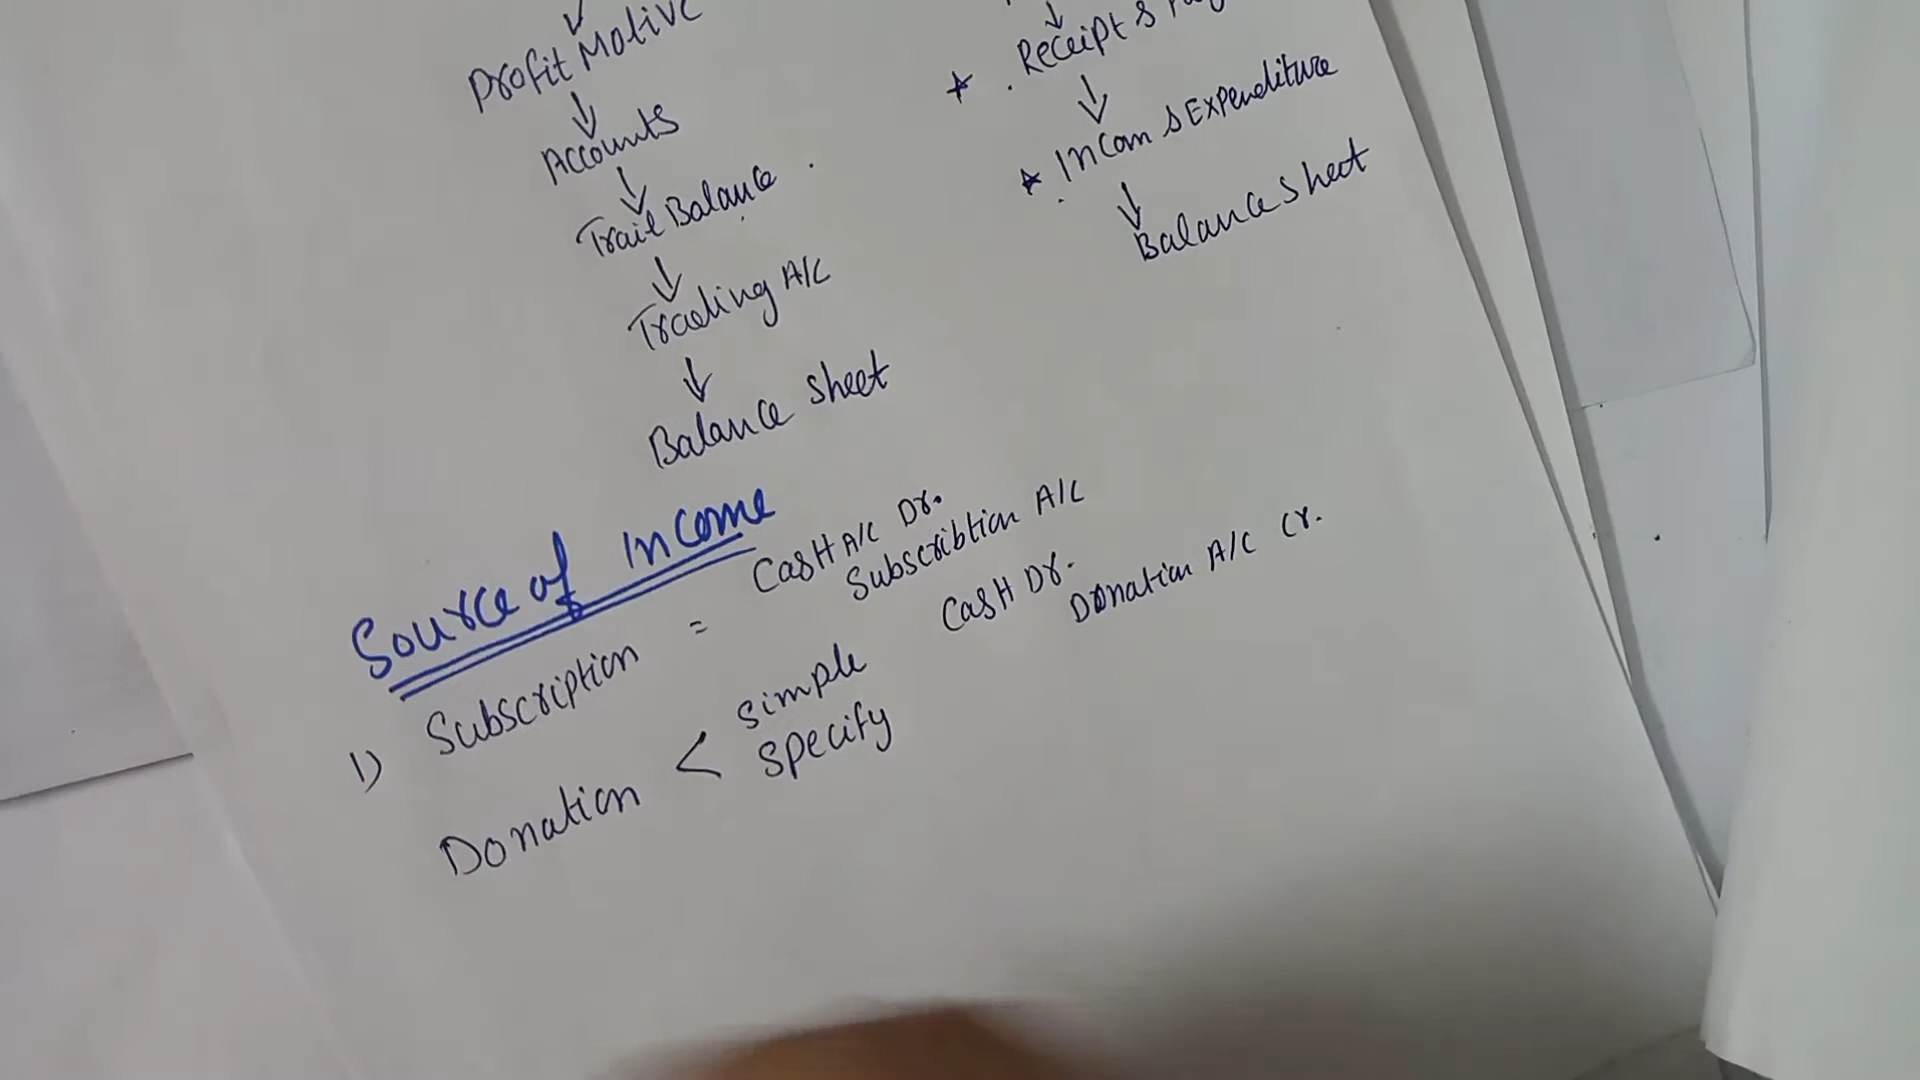 Profit Motive
Accounts
Trail Balance
Trading A/C
Balance sheet
Receipt &
Incom & Expenditure
Balance sheet
Source of Income
1) Subscription = Cash A/c Dr.
Subscribtion A/C
Donation < Simple Cash Dr.
Donation A/C Cr.
Specify